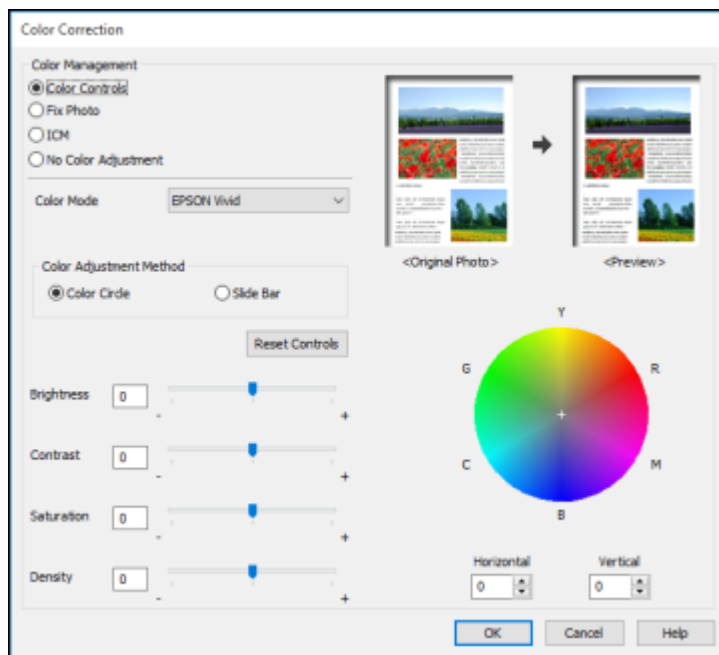 Color Correction
Color Management
Color Controls
Fix Photo
ICM
No Color Adjustment
Color Mode EPSON Vivid
<Original Photo> <Preview>
Color Adjustment Method
Color Circle Slide Bar
Reset Controls
Brightness 0
- +
Contrast 0
- +
Saturation 0
- +
Density 0
- +
Y
G R
C M
B
Horizontal Vertical
0 0
OK Cancel Help